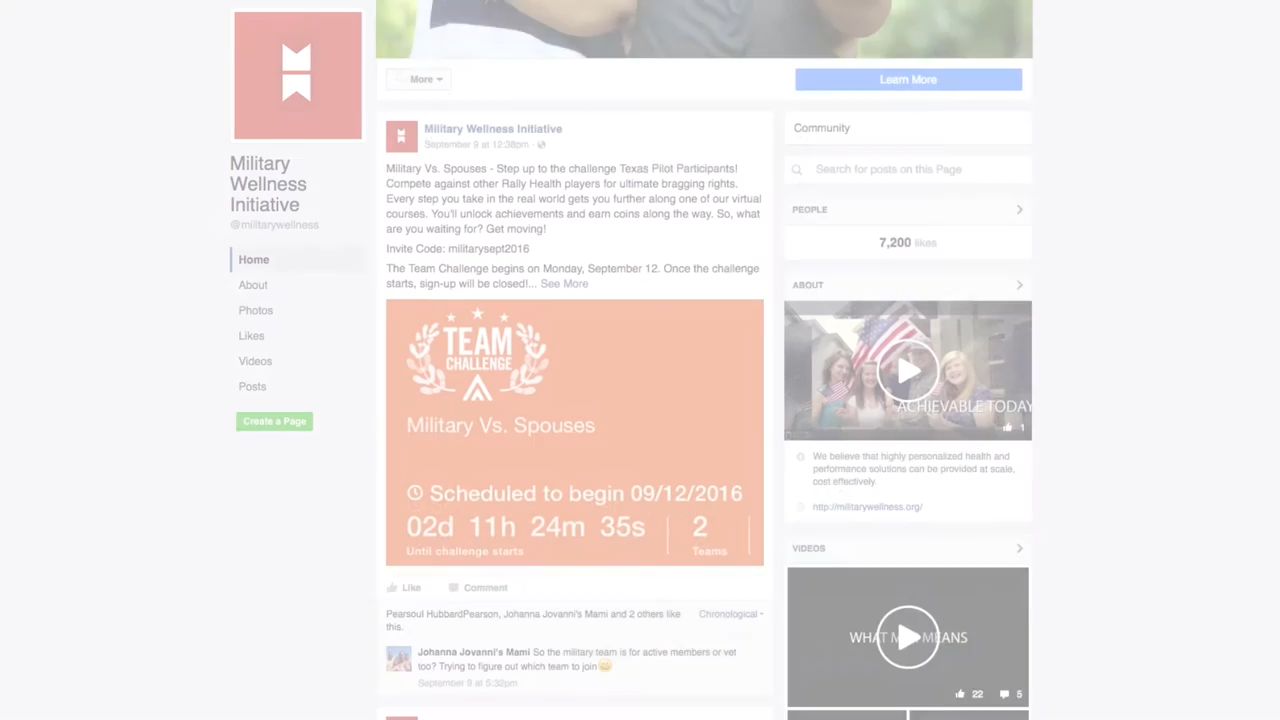 Military
Wellness
Initiative
@militarywellness
Home
About
Photos
Likes
Videos
Posts
Create a Page
More
Learn More
Military Wellness Initiative
September 9 at 12:38pm ·
Military Vs. Spouses - Step up to the challenge Texas Pilot Participants!
Compete against other Rally Health players for ultimate bragging rights.
Every step you take in the real world gets you further along one of our virtual
courses. You'll unlock achievements and earn coins along the way. So, what
are you waiting for? Get moving!
Invite Code: militarysept2016
The Team Challenge begins on Monday, September 12. Once the challenge
starts, sign-up will be closed!... See More
TEAM
CHALLENGE
Military Vs. Spouses
Scheduled to begin 09/12/2016
02d 11h 24m 35s 2
Until challenge starts Teams
Like Comment
Pearsoul HubbardPearson, Johanna Jovanni's Mami and 2 others like
this.
Chronological
Johanna Jovanni's Mami So the military team is for active members or vet
too? Trying to figure out which team to join
September 9 at 5:32pm
Community
Search for posts on this Page
PEOPLE
7,200 likes
ABOUT
ACHIEVABLE TODAY
1
We believe that highly personalized health and
performance solutions can be provided at scale,
cost effectively.
http://militarywellness.org/
VIDEOS
WHAT MEANS
22 5